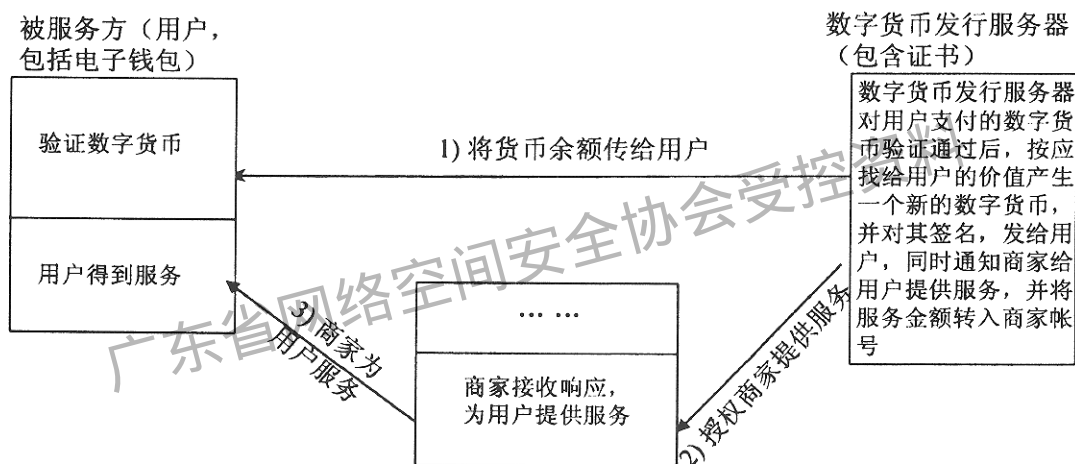 被服务方（用户，
包括电子钱包）
数字货币发行服务器
（包含证书）
验证数字货币
用户得到服务
1) 将货币余额传给用户
数字货币发行服务器
对用户支付的数字货
币验证通过后，按应
找给用户的价值产生
一个新的数字货币，
并对其签名，发给用
户，同时通知商家给
用户提供服务，并将
服务金额转入商家帐
号
3) 商家为
用户服务
... ...
商家接收响应，
为用户提供服务
2) 授权商家提供服务
广东省网络空间安全协会受控资料